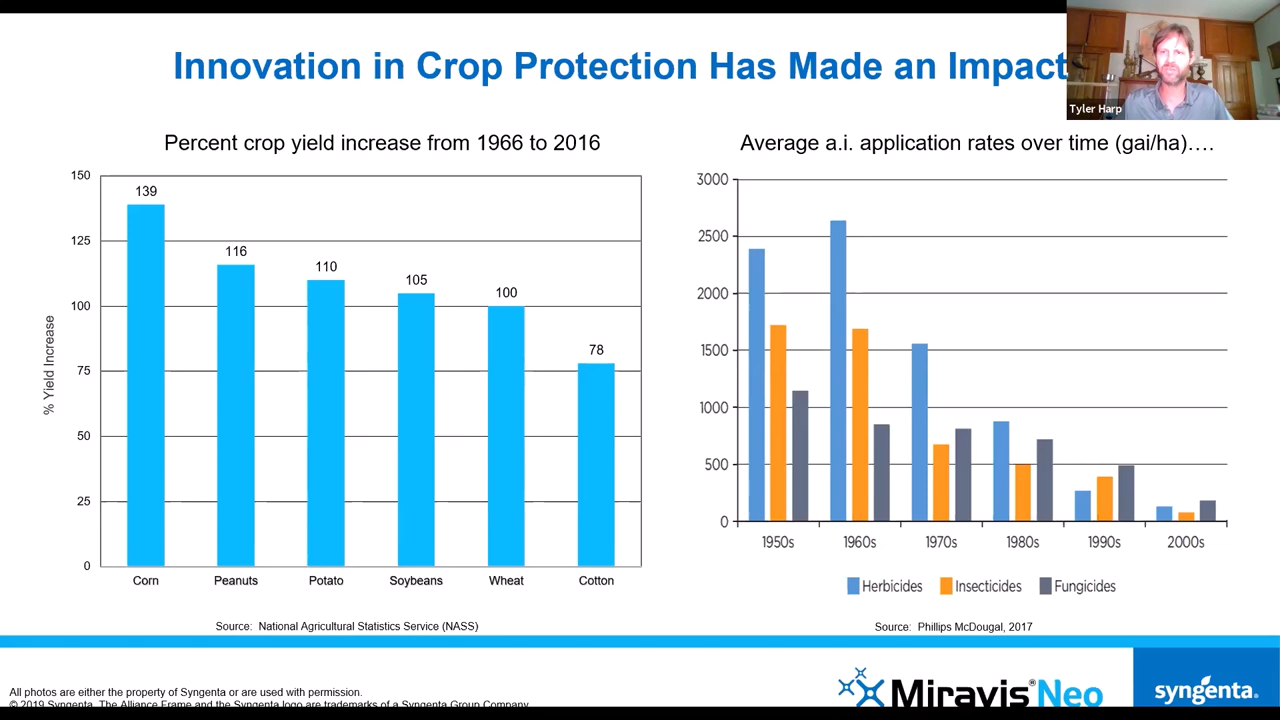 Innovation in Crop Protection Has Made an Impact
Tyler Harp
Percent crop yield increase from 1966 to 2016
150
125
100
75
50
25
0
% Yield Increase
139
116
110
105
100
78
Corn
Peanuts
Potato
Soybeans
Wheat
Cotton
Source: National Agricultural Statistics Service (NASS)
Average a.i. application rates over time (gai/ha)….
3000
2500
2000
1500
1000
500
0
1950s
1960s
1970s
1980s
1990s
2000s
Herbicides
Insecticides
Fungicides
Source: Phillips McDougal, 2017
All photos are either the property of Syngenta or are used with permission.
© 2019 Syngenta. The Alliance Frame and the Syngenta logo are trademarks of a Syngenta Group Company
Miravis® Neo
syngenta.